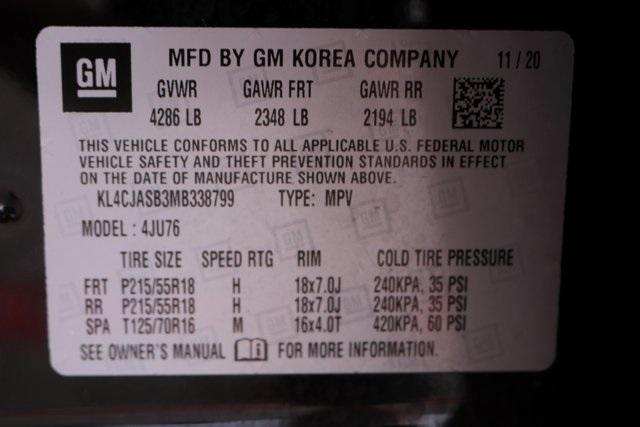 GM
MFD BY GM KOREA COMPANY 11/20
GVWR GAWR FRT GAWR RR
4286 LB 2348 LB 2194 LB
THIS VEHICLE CONFORMS TO ALL APPLICABLE U.S. FEDERAL MOTOR
VEHICLE SAFETY AND THEFT PREVENTION STANDARDS IN EFFECT
ON THE DATE OF MANUFACTURE SHOWN ABOVE.
KL4CJASB3MB338799 TYPE: MPV
MODEL: 4JU76
TIRE SIZE SPEED RTG RIM COLD TIRE PRESSURE
FRT P215/55R18 H 18x7.0J 240KPA, 35 PSI
RR P215/55R18 H 18x7.0J 240KPA, 35 PSI
SPA T125/70R16 M 16x4.0T 420KPA, 60 PSI
SEE OWNER'S MANUAL FOR MORE INFORMATION.